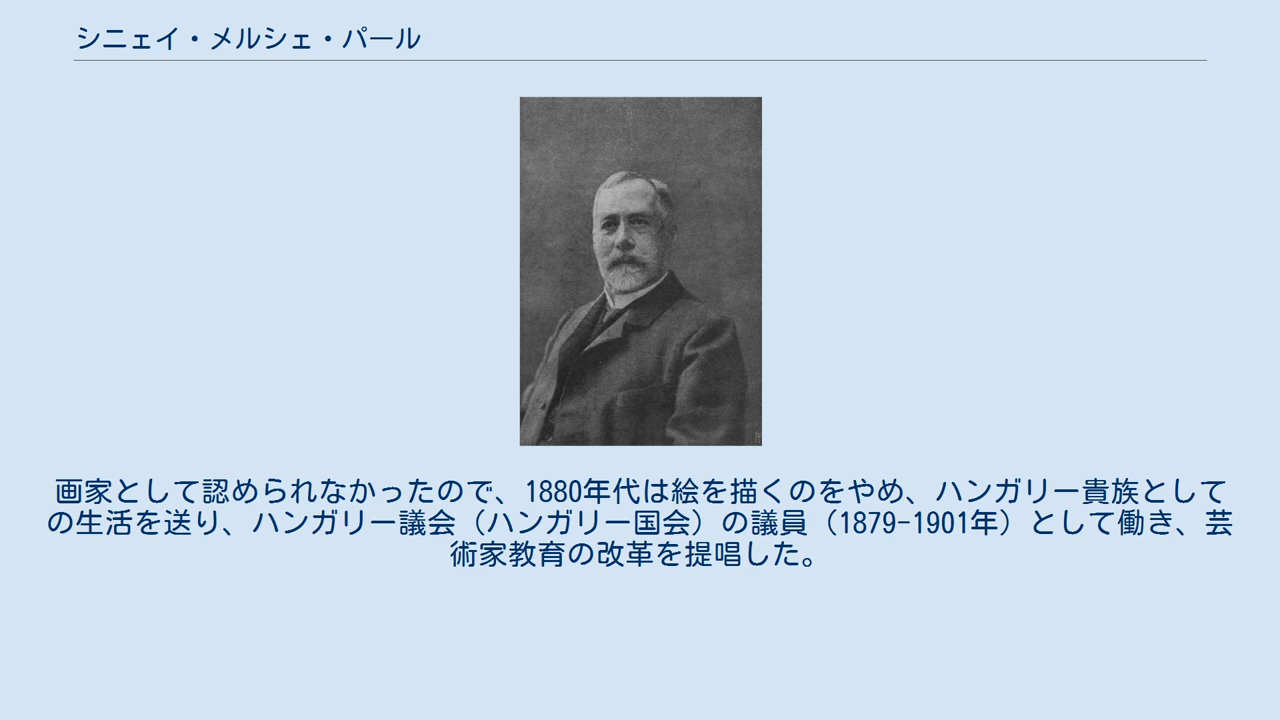 シニェイ・メルシェ・パール
画家として認められなかったので、1880年代は絵を描くのをやめ、ハンガリー貴族として
の生活を送り、ハンガリー議会（ハンガリー国会）の議員（1879-1901年）として働き、芸
術家教育の改革を提唱した。